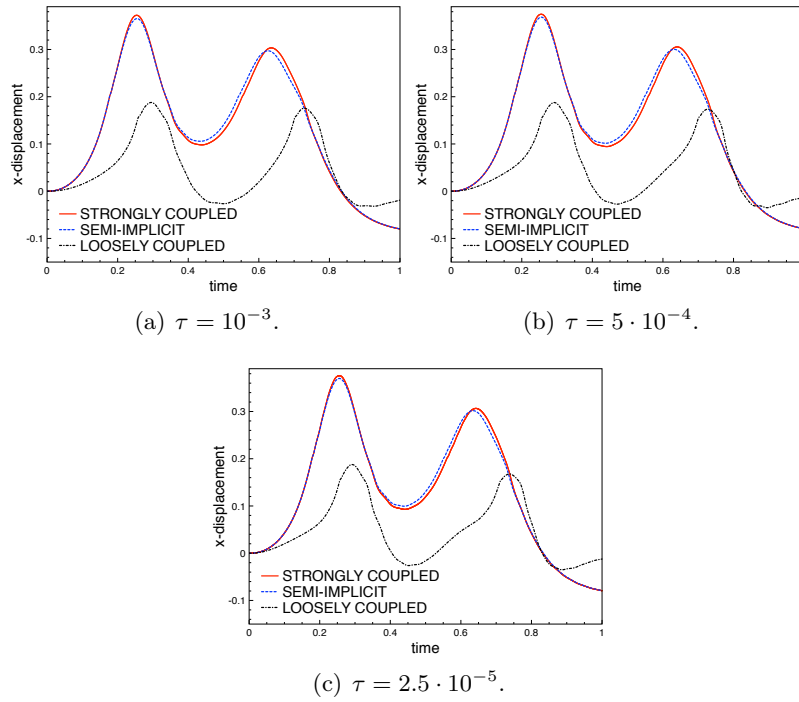 0.3
0.2
0.1
0
-0.1
x-displacement
STRONGLY COUPLED
SEMI-IMPLICIT
LOOSELY COUPLED
0 0.2 0.4 0.6 0.8 1
time
(a) τ = 10⁻³.
0.3
0.2
0.1
0
-0.1
x-displacement
STRONGLY COUPLED
SEMI-IMPLICIT
LOOSELY COUPLED
0 0.2 0.4 0.6 0.8
time
(b) τ = 5 · 10⁻⁴.
0.3
0.2
0.1
0
-0.1
x-displacement
STRONGLY COUPLED
SEMI-IMPLICIT
LOOSELY COUPLED
0 0.2 0.4 0.6 0.8 1
time
(c) τ = 2.5 · 10⁻⁵.